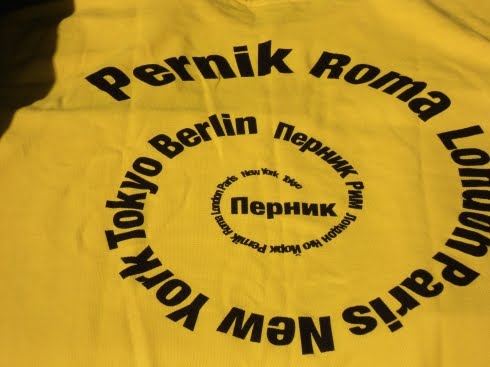 Pernik Roma London Paris New York Tokyo Berlin Перник Рим Лондон Ню Йорк Pernik Roma London Paris New York Tokyo
Перник